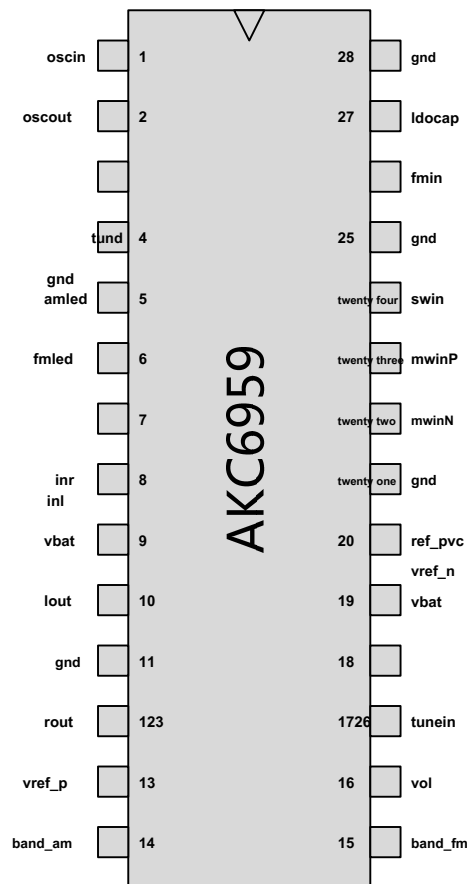 oscin 1 28 gnd
oscout 2 27 ldocap
fmin
tund 4 25 gnd
gnd
amled 5 twenty four swin
fmled 6 twenty three mwinP
7 twenty two mwinN
inr 8 twenty one gnd
inl
vbat 9 20 ref_pvc
vref_n
lout 10 19 vbat
gnd 11 18
rout 123 1726 tunein
vref_p 13 16 vol
band_am 14 15 band_fm
AKC6959